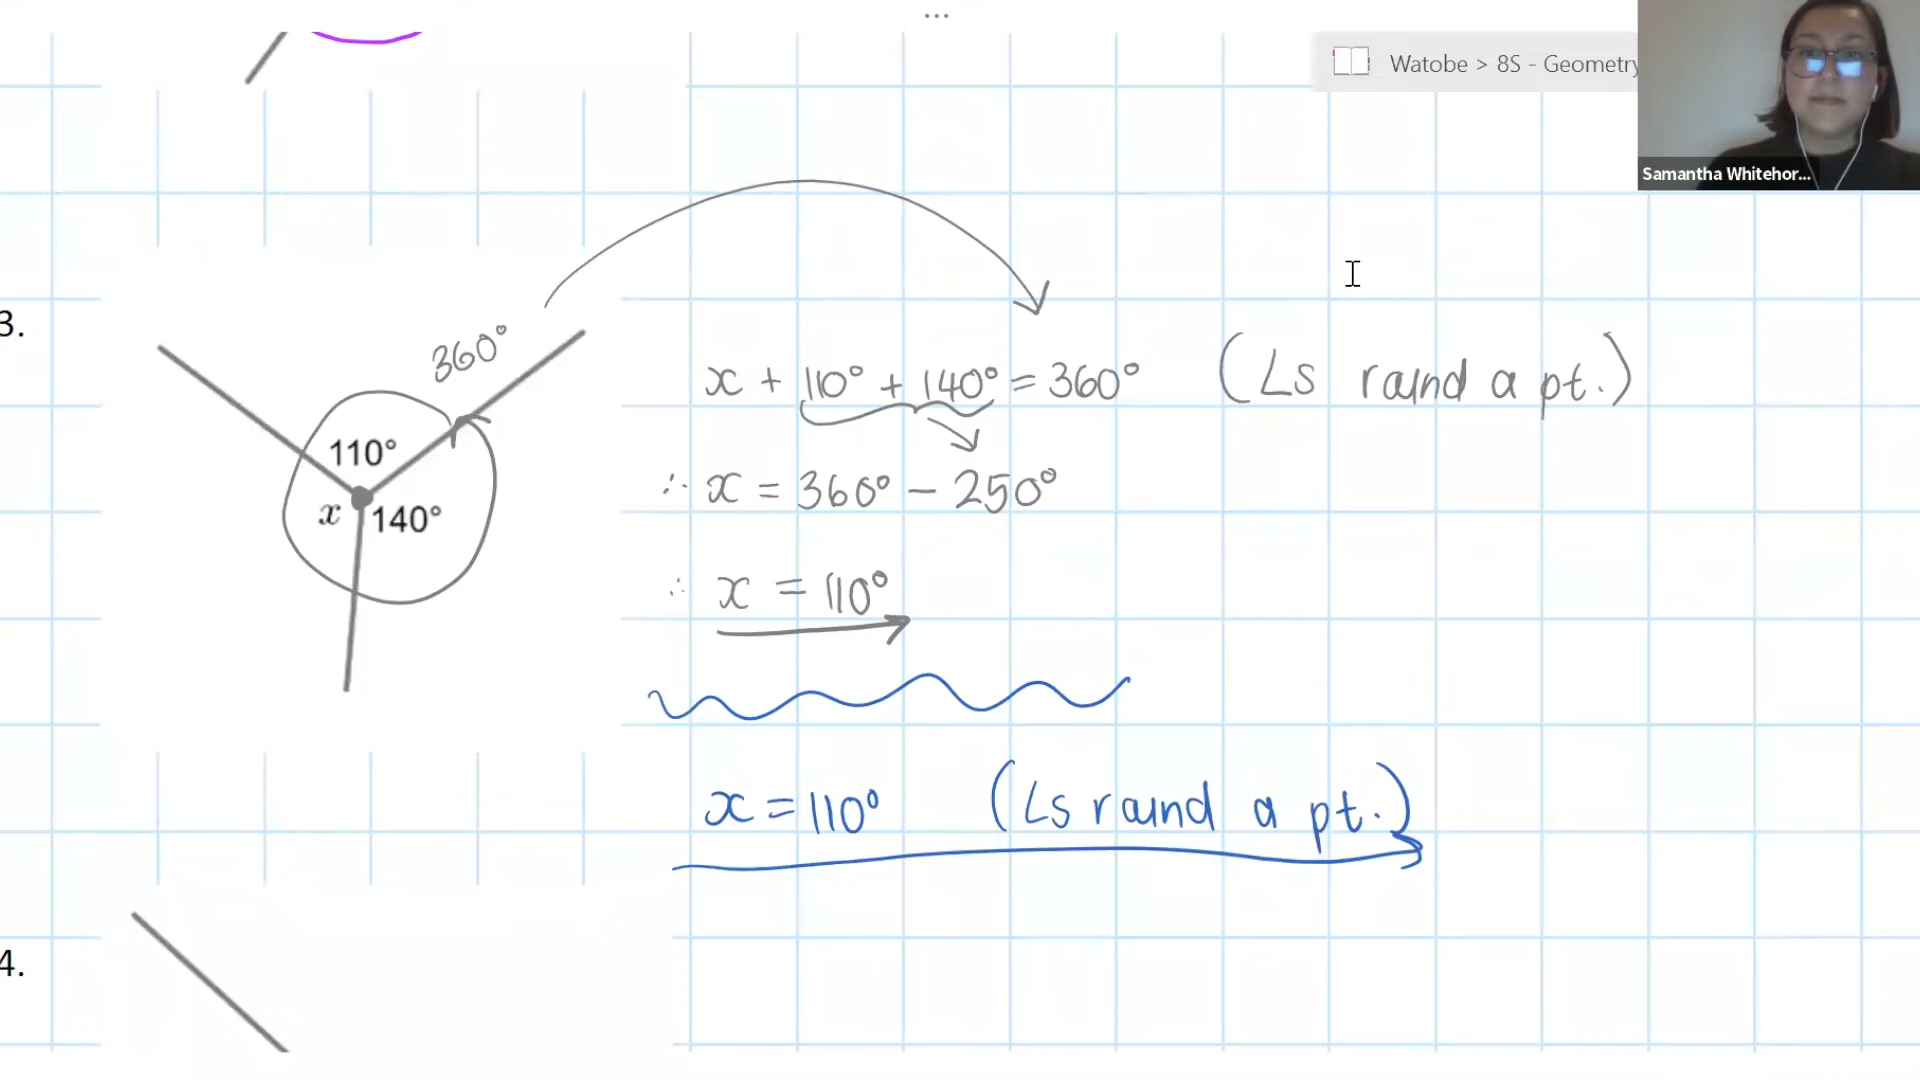 ...
Watobe > 8S - Geometry
Samantha Whitehor...
3.
360°
110°
x
140°
x + 110° + 140° = 360° (∠s round a pt.)
∴ x = 360° – 250°
∴ x = 110°
x = 110° (∠s round a pt.)
4.